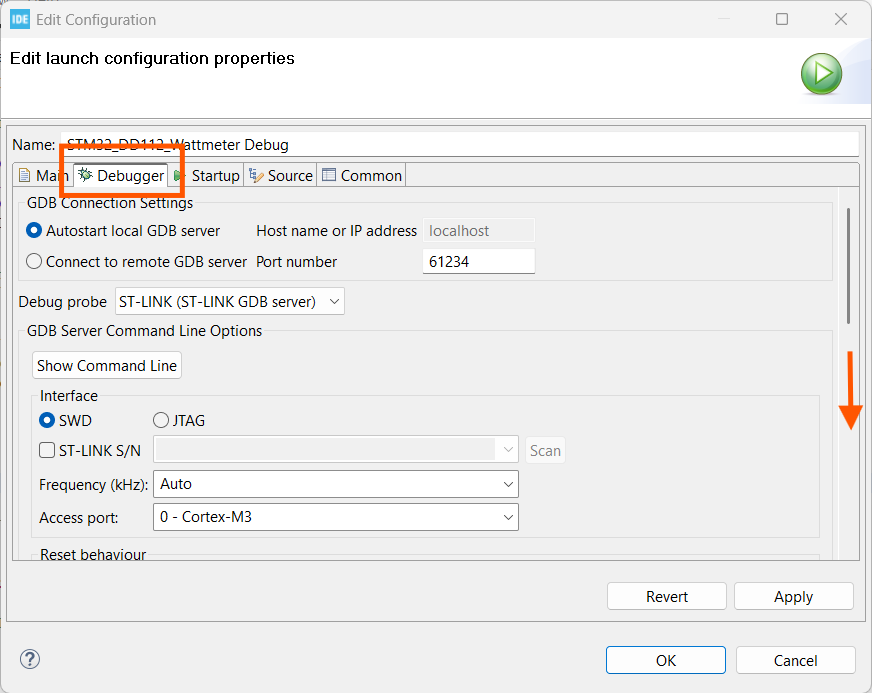 IDE Edit Configuration
Edit launch configuration properties
Name: STM32_DD112_Wattmeter Debug
Main Debugger Startup Source Common
GDB Connection Settings
Autostart local GDB server Host name or IP address localhost
Connect to remote GDB server Port number 61234
Debug probe ST-LINK (ST-LINK GDB server)
GDB Server Command Line Options
Show Command Line
Interface
SWD JTAG
ST-LINK S/N Scan
Frequency (kHz): Auto
Access port: 0 - Cortex-M3
Reset behaviour
Revert Apply
? OK Cancel